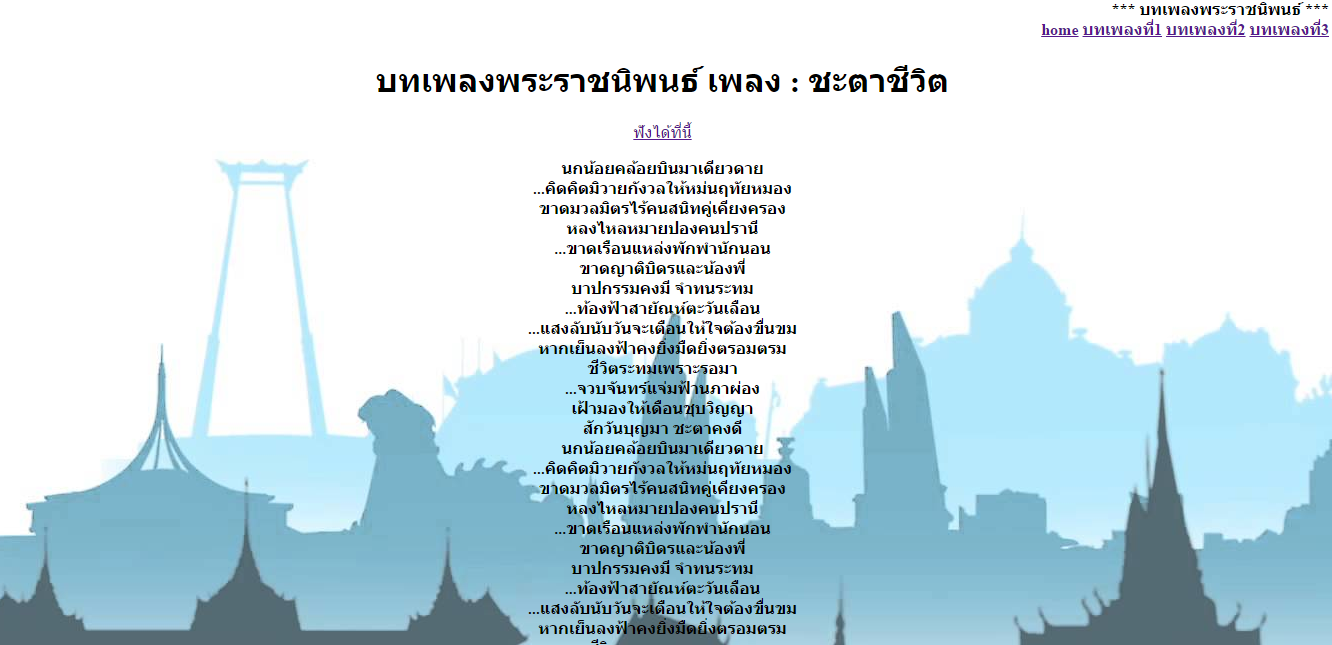 *** บทเพลงพระราชนิพนธ์ ***
home บทเพลงที่1 บทเพลงที่2 บทเพลงที่3
บทเพลงพระราชนิพนธ์ เพลง : ชะตาชีวิต
ฟังได้ที่นี้
นกน้อยคล้อยบินมาเดียวดาย
...คิดคิดมิวายกังวลให้หม่นฤทัยหมอง
ขาดมวลมิตรไร้คนสนิทคู่เคียงครอง
หลงไหลหมายปองคนปรานี
...ขาดเรือนแหล่งพักพำนักนอน
ขาดญาติบิดรและน้องพี่
บาปกรรมคงมี จำทนระทม
...ท้องฟ้าสายัณห์ตะวันเลือน
...แสงลับนับวันจะเตือนให้ใจต้องขื่นขม
หากเย็นลงฟ้าคงยิ่งมืดยิ่งตรอมตรม
ชีวิตระทมเพราะรอมา
...จวบจันทร์แจ่มฟ้านภาผ่อง
เฝ้ามองให้เดือนชุบวิญญา
สักวันบุญมา ชะตาคงดี
นกน้อยคล้อยบินมาเดียวดาย
...คิดคิดมิวายกังวลให้หม่นฤทัยหมอง
ขาดมวลมิตรไร้คนสนิทคู่เคียงครอง
หลงไหลหมายปองคนปรานี
...ขาดเรือนแหล่งพักพำนักนอน
ขาดญาติบิดรและน้องพี่
บาปกรรมคงมี จำทนระทม
...ท้องฟ้าสายัณห์ตะวันเลือน
...แสงลับนับวันจะเตือนให้ใจต้องขื่นขม
หากเย็นลงฟ้าคงยิ่งมืดยิ่งตรอมตรม